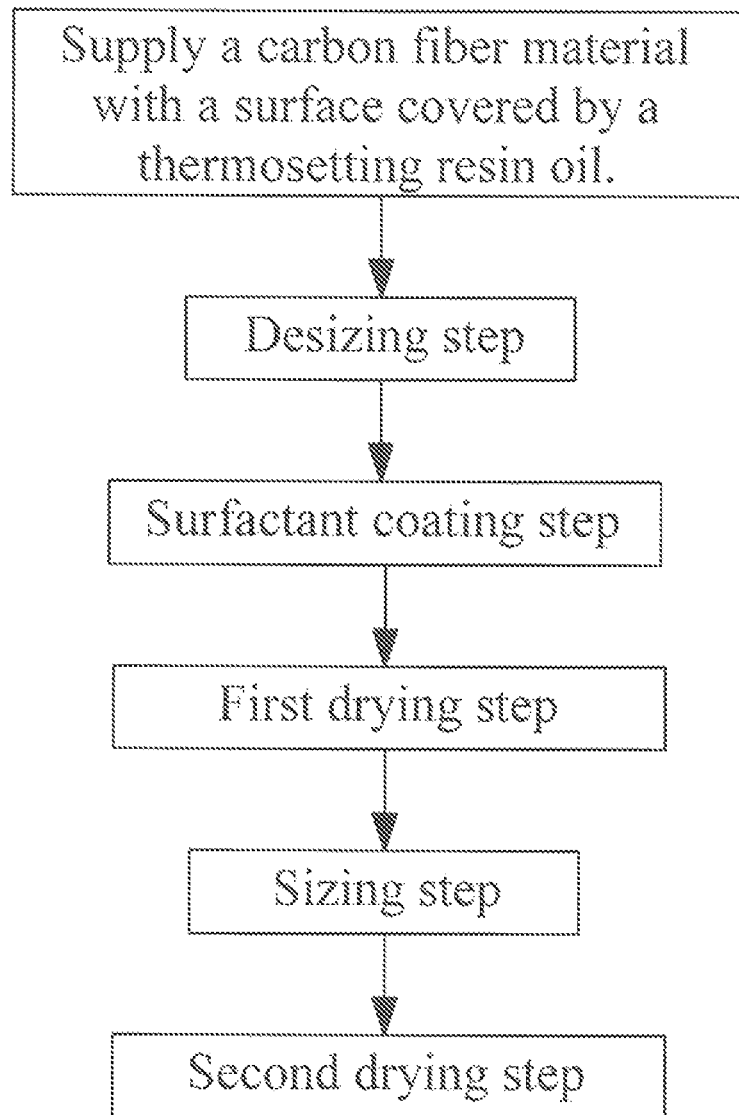 Supply a carbon fiber material
with a surface covered by a
thermosetting resin oil.
Desizing step
Surfactant coating step
First drying step
Sizing step
Second drying step